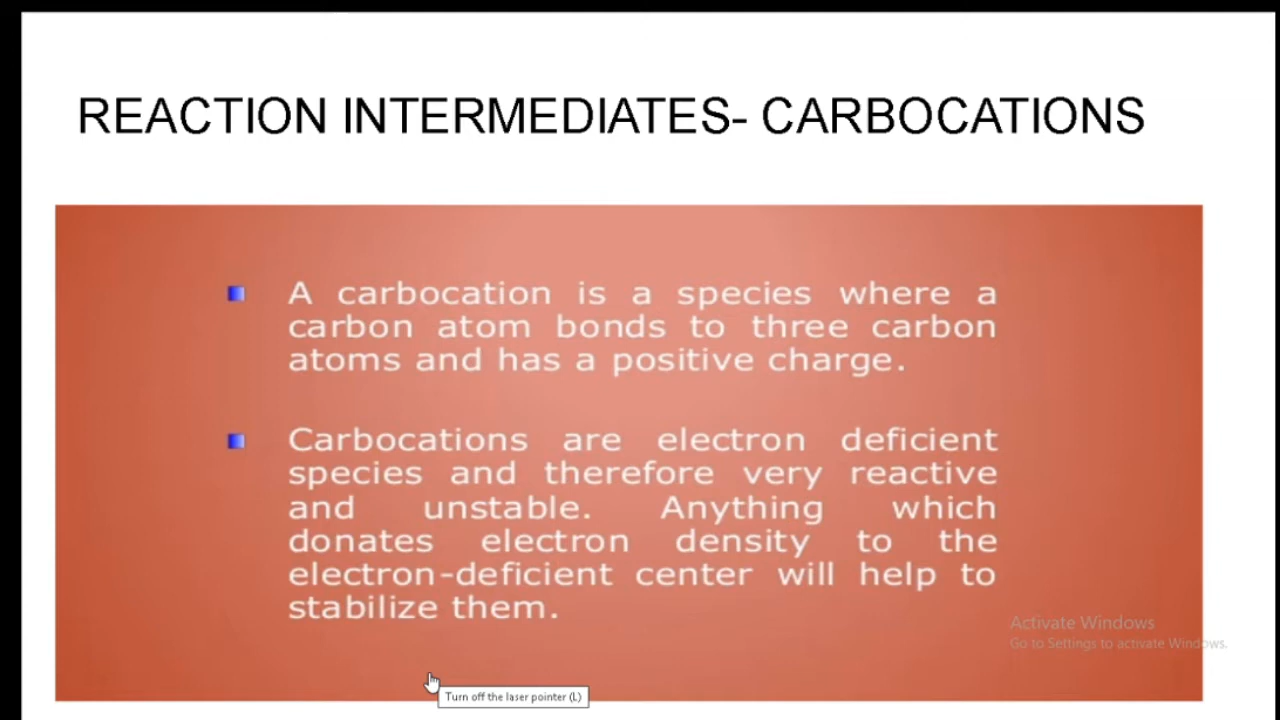 REACTION INTERMEDIATES- CARBOCATIONS
A carbocation is a species where a
carbon atom bonds to three carbon
atoms and has a positive charge.
Carbocations are electron deficient
species and therefore very reactive
and unstable. Anything which
donates electron density to the
electron-deficient center will help to
stabilize them.
Activate Windows
Go to Settings to activate Windows.
Turn off the laser pointer (L)